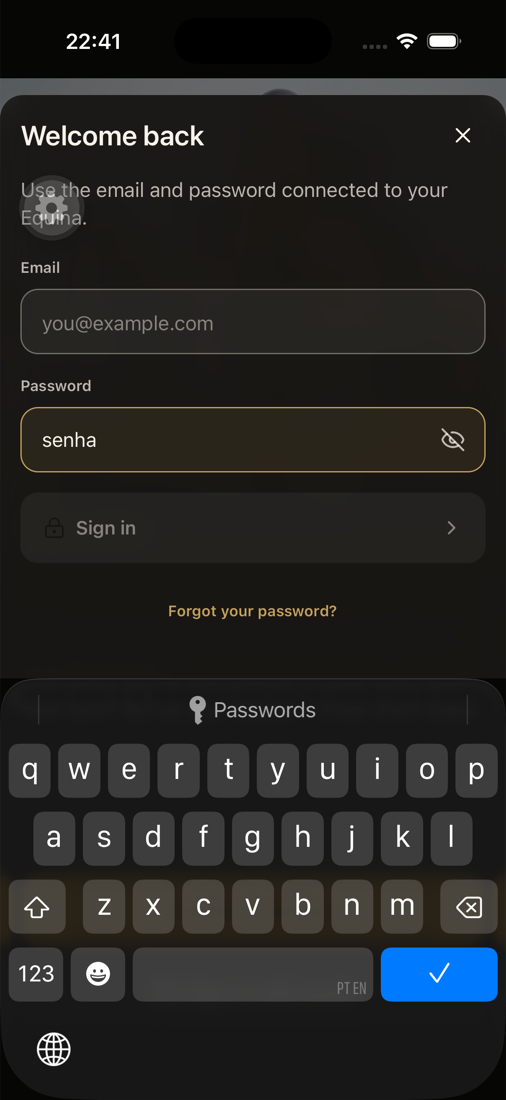 22:41
Welcome back
Use the email and password connected to your
Equina.
Email
you@example.com
Password
senha
Sign in
Forgot your password?
Passwords
q w e r t y u i o p
a s d f g h j k l
z x c v b n m
123
PT EN